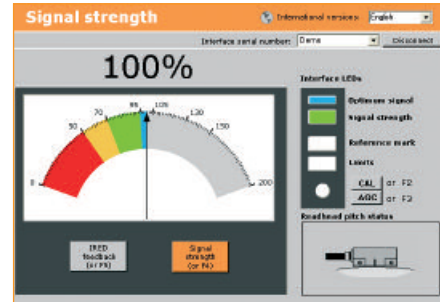 Signal strength
International versions: English
Interface serial number: Demo Disconnect
100%
Interface LEDs
0 50 70 95 105 130 150 200
Optimum signal
Signal strength
Reference mark
Limits
CAL or F2
AGC or F3
Readhead pitch status
IRED
feedback
(or F5)
Signal
strength
(or F4)